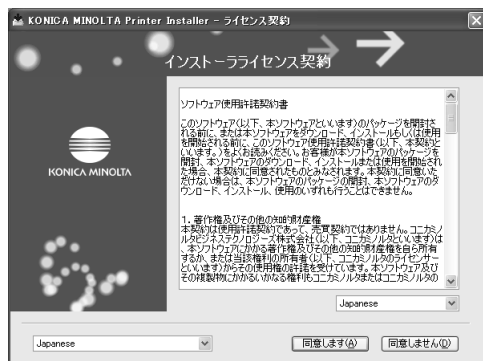 KONICA MINOLTA Printer Installer - ライセンス契約
インストーラライセンス契約
KONICA MINOLTA
ソフトウェア使用許諾契約書
このソフトウェア(以下、本ソフトウェアといいます)のパッケージを開封さ
れる前に、または本ソフトウェアをダウンロード、インストールもしくは使用
を開始される前に、このソフトウェア使用許諾契約書(以下、本契約と
いいます。)をよくお読みください。お客様が本ソフトウェアのパッケージを
開封、本ソフトウェアのダウンロード、インストールまたは使用を開始され
た場合、本契約に同意されたものとみなされます。本契約に同意いた
だけない場合は、本ソフトウェアのパッケージの開封、本ソフトウェアのダ
ウンロード、インストール、使用のいずれも行うことはできません。
1. 著作権及びその他の知的財産権
本契約は使用許諾契約であって、売買契約ではありません。コニカミノ
ルタビジネステクノロジーズ株式会社(以下、コニカミノルタといいます)は
、本ソフトウェアにかかる著作権及びその他の知的財産権を自ら所有
するか、または当該権利の所有者(以下、コニカミノルタのライセンサー
といいます)からその使用権の許諾を受けています。本ソフトウェア及び
その複製物にかかるいかなる権利もコニカミノルタまたはコニカミノルタの
Japanese
Japanese
同意します(A)
同意しません(D)